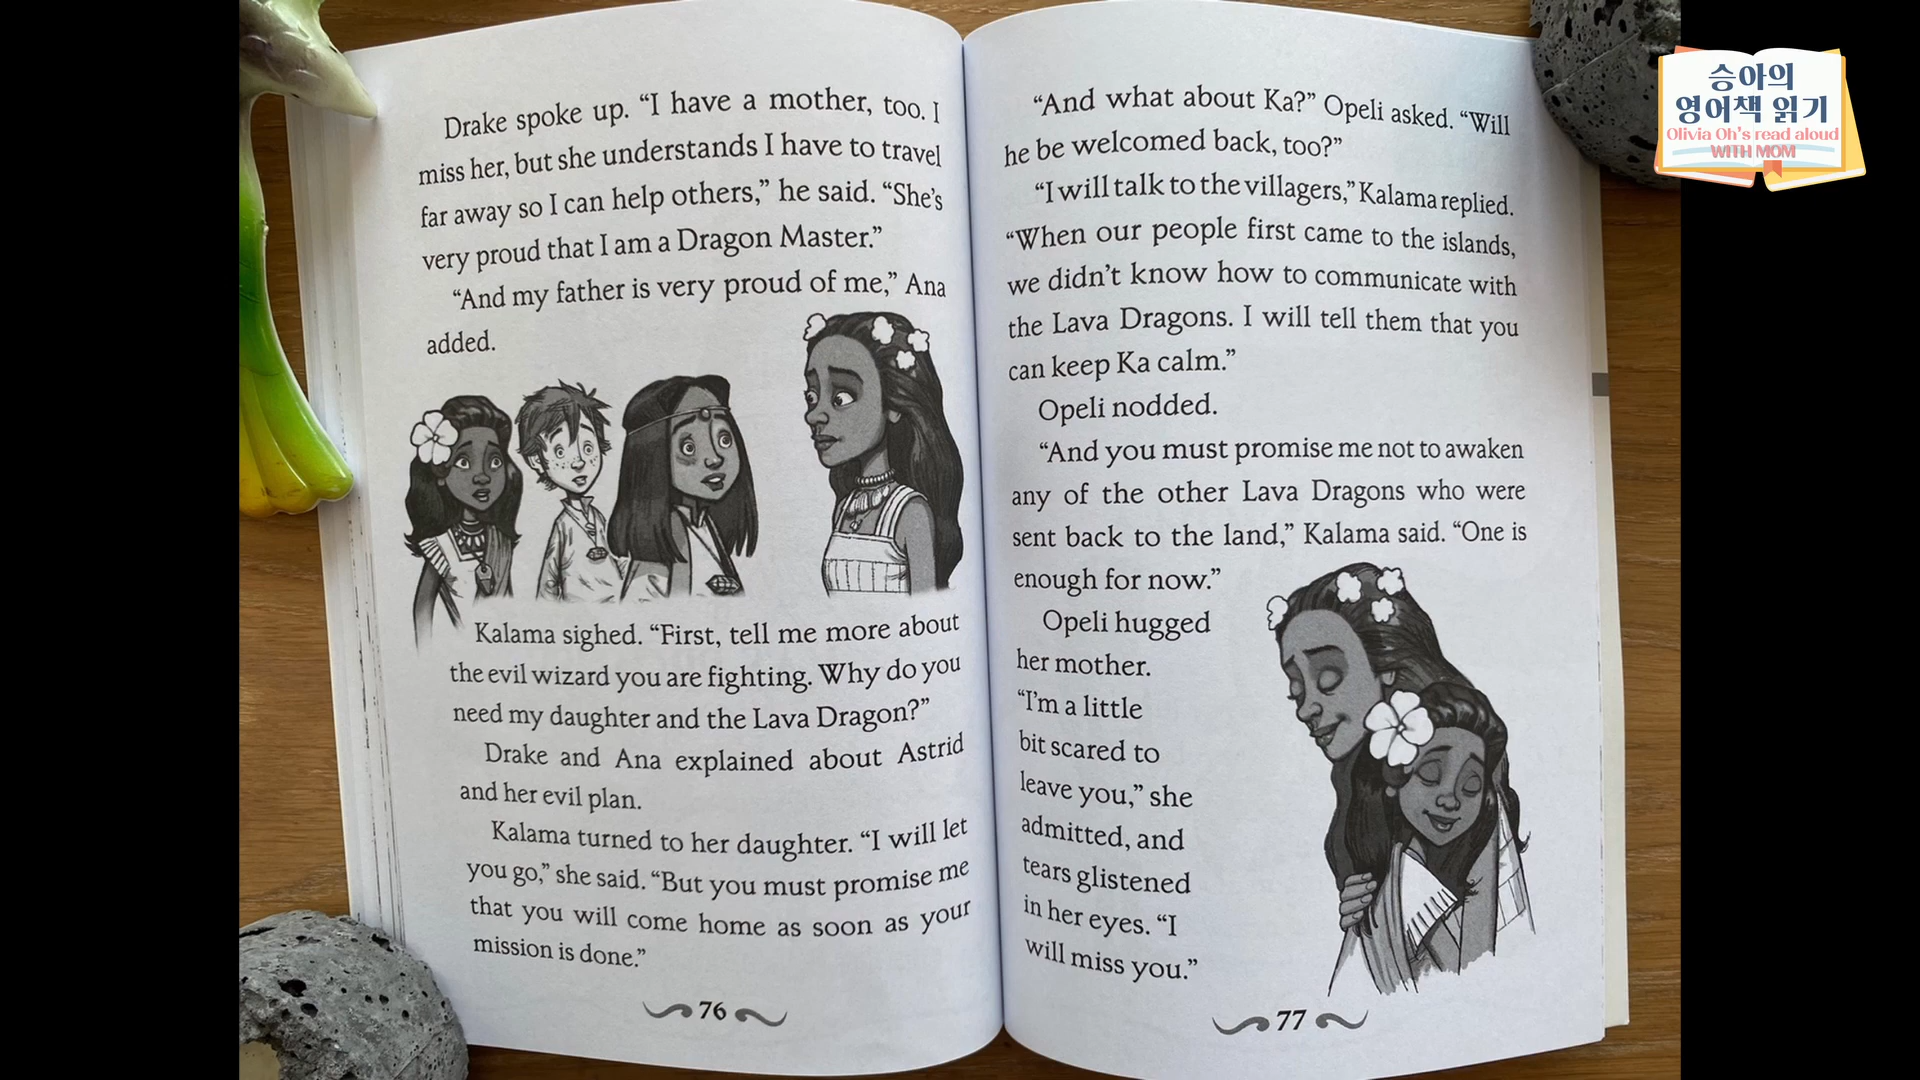 Drake spoke up. “I have a mother, too. I
miss her, but she understands I have to travel
far away so I can help others,” he said. “She’s
very proud that I am a Dragon Master.”
“And my father is very proud of me,” Ana
added.
Kalama sighed. “First, tell me more about
the evil wizard you are fighting. Why do you
need my daughter and the Lava Dragon?”
Drake and Ana explained about Astrid
and her evil plan.
Kalama turned to her daughter. “I will let
you go,” she said. “But you must promise me
that you will come home as soon as your
mission is done.”
76
“And what about Ka?” Opeli asked. “Will
he be welcomed back, too?”
“I will talk to the villagers,” Kalama replied.
“When our people first came to the islands,
we didn’t know how to communicate with
the Lava Dragons. I will tell them that you
can keep Ka calm.”
Opeli nodded.
“And you must promise me not to awaken
any of the other Lava Dragons who were
sent back to the land,” Kalama said. “One is
enough for now.”
Opeli hugged
her mother.
“I’m a little
bit scared to
leave you,” she
admitted, and
tears glistened
in her eyes. “I
will miss you.”
77
승아의
영어책 읽기
Olivia Oh's read aloud
WITH MOM